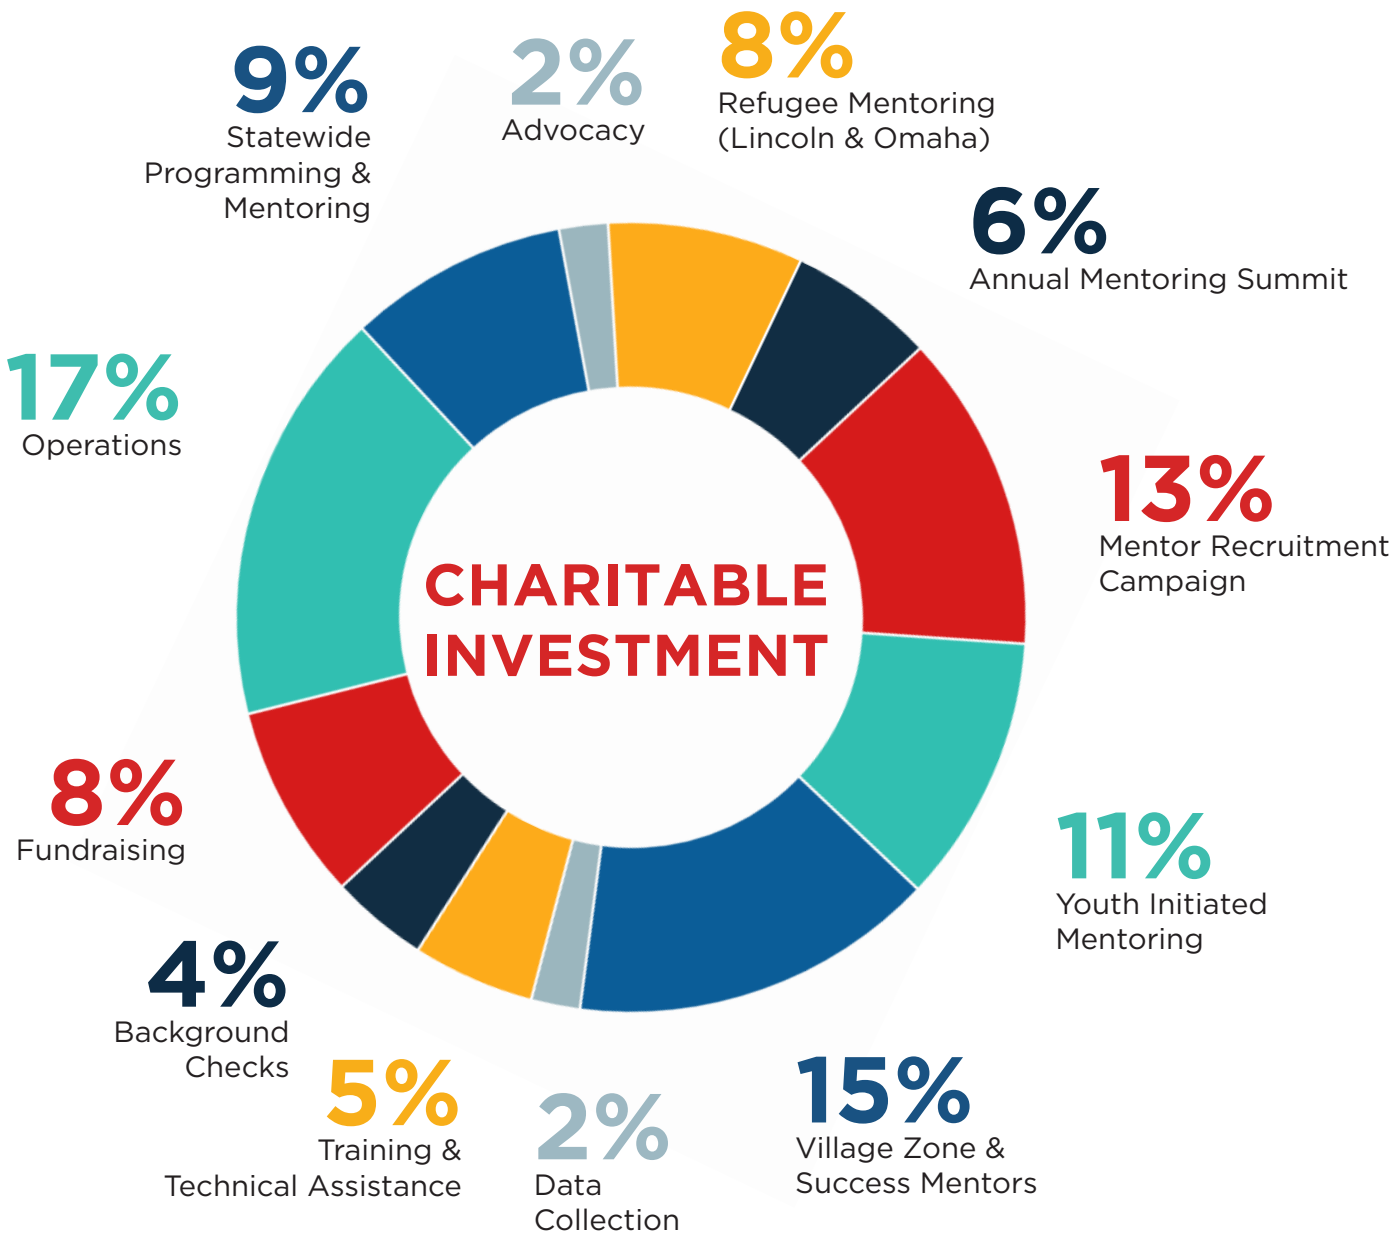 9%
Statewide
Programming &
Mentoring
2%
Advocacy
8%
Refugee Mentoring
(Lincoln & Omaha)
6%
Annual Mentoring Summit
17%
Operations
13%
Mentor Recruitment
Campaign
CHARITABLE
INVESTMENT
8%
Fundraising
11%
Youth Initiated
Mentoring
4%
Background
Checks
5%
Training &
Technical Assistance
2%
Data
Collection
15%
Village Zone &
Success Mentors